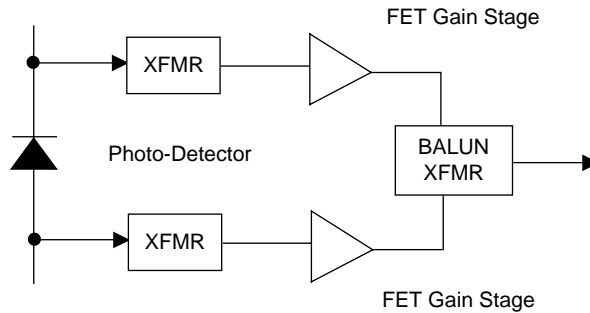 FET Gain Stage
XFMR
Photo-Detector
BALUN
XFMR
XFMR
FET Gain Stage